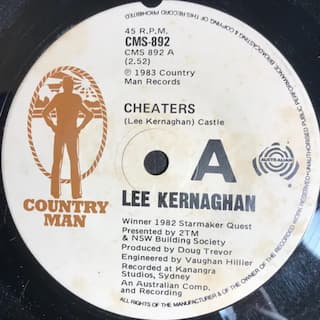 45 R.P.M.
CMS-892
CMS 892 A
(2.52)
℗ 1983 Country
Man Records
CHEATERS
(Lee Kernaghan) Castle
A
AUSTRALIAN
COUNTRY
MAN
LEE KERNAGHAN
Winner 1982 Starmaker Quest
Presented by 2TM
& NSW Building Society
Produced by Doug Trevor
Engineered by Vaughan Hillier
Recorded at Kanangra
Studios, Sydney
An Australian Comp.
and Recording
ALL RIGHTS OF THE MANUFACTURER & OF THE OWNER OF THE RECORDED WORK RESERVED•UNAUTHORISED PUBLIC PERFORMANCE BROADCASTING & COPYING OF THIS RECORD PROHIBITED